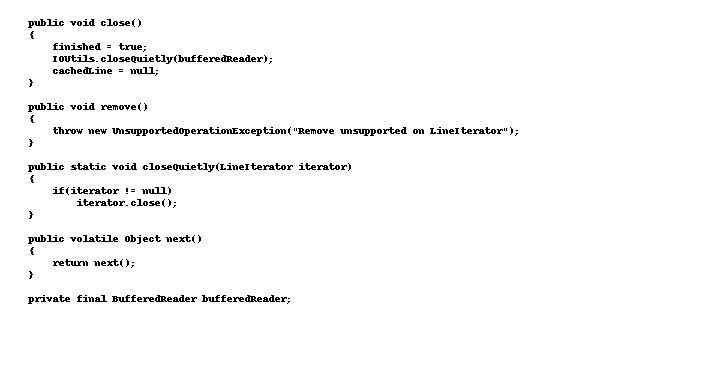 public void close()
{
    finished = true;
    IOUtils.closeQuietly(bufferedReader);
    cachedLine = null;
}
public void remove()
{
    throw new UnsupportedOperationException("Remove unsupported on LineIterator");
}
public static void closeQuietly(LineIterator iterator)
{
    if(iterator != null)
        iterator.close();
}
public volatile Object next()
{
    return next();
}
private final BufferedReader bufferedReader;